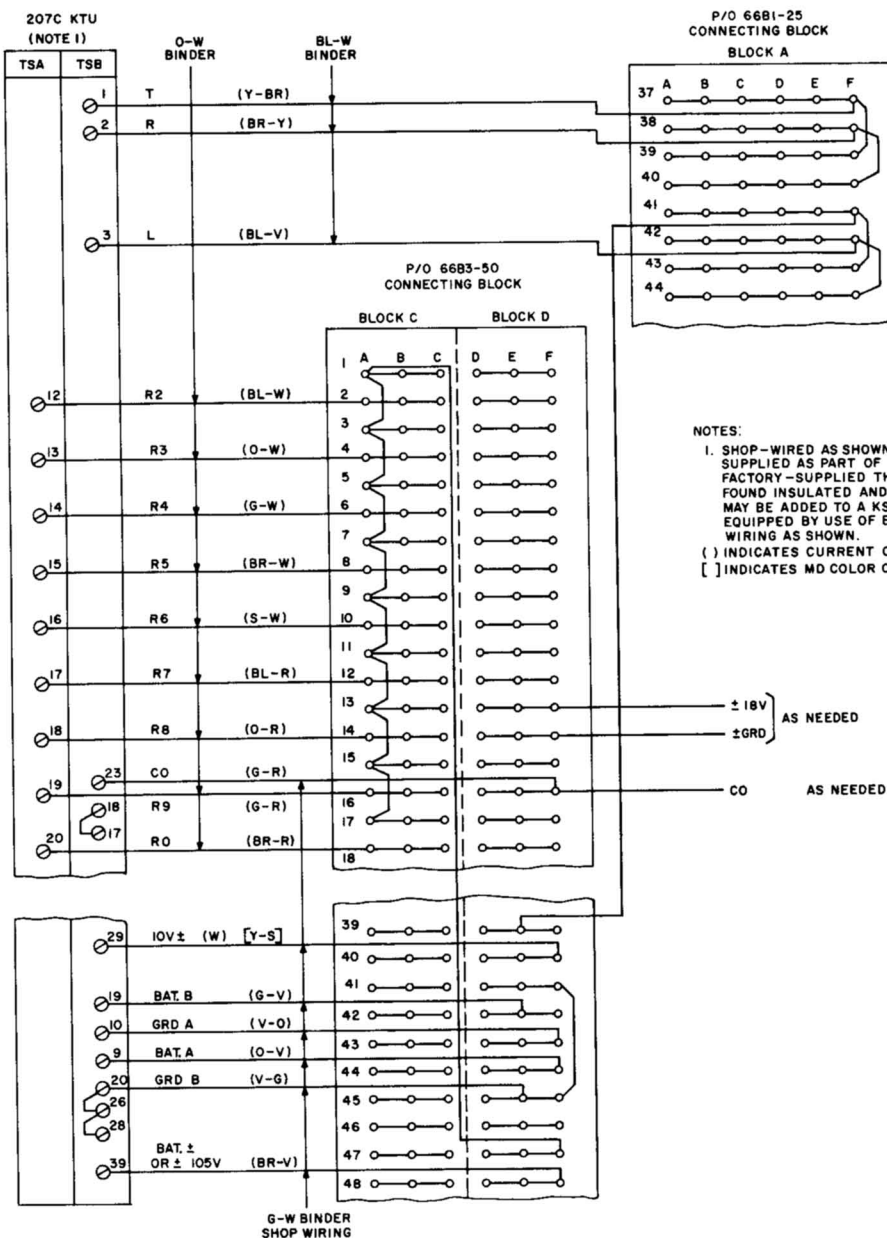 207C KTU
(NOTE 1)
TSA TSB
O-W
BINDER
BL-W
BINDER
P/O 66B1-25
CONNECTING BLOCK
BLOCK A
A B C D E F
37
38
39
40
41
42
43
44
1 T (Y-BR)
2 R (BR-Y)
3 L (BL-V)
P/O 66B3-50
CONNECTING BLOCK
BLOCK C BLOCK D
A B C D E F
1
12 R2 (BL-W) 2
3
13 R3 (O-W) 4
5
14 R4 (G-W) 6
7
15 R5 (BR-W) 8
9
16 R6 (S-W) 10
11
17 R7 (BL-R) 12
13
18 R8 (O-R) 14
15
23 CO (G-R)
19 16
18 R9 (G-R)
17 17
20 RO (BR-R) 18
NOTES:
1. SHOP-WIRED AS SHOWN
SUPPLIED AS PART OF
FACTORY-SUPPLIED TH
FOUND INSULATED AND
MAY BE ADDED TO A KS
EQUIPPED BY USE OF E
WIRING AS SHOWN.
( ) INDICATES CURRENT C
[ ] INDICATES MD COLOR C
± 18V
±GRD
AS NEEDED
CO AS NEEDED
39
29 10V± (W) [Y-S]
40
41
19 BAT. B (G-V)
42
10 GRD A (V-O)
43
9 BAT. A (O-V)
44
20 GRD B (V-G)
45
26
46
28
BAT. ±
OR ± 105V (BR-V)
47
39
48
G-W BINDER
SHOP WIRING